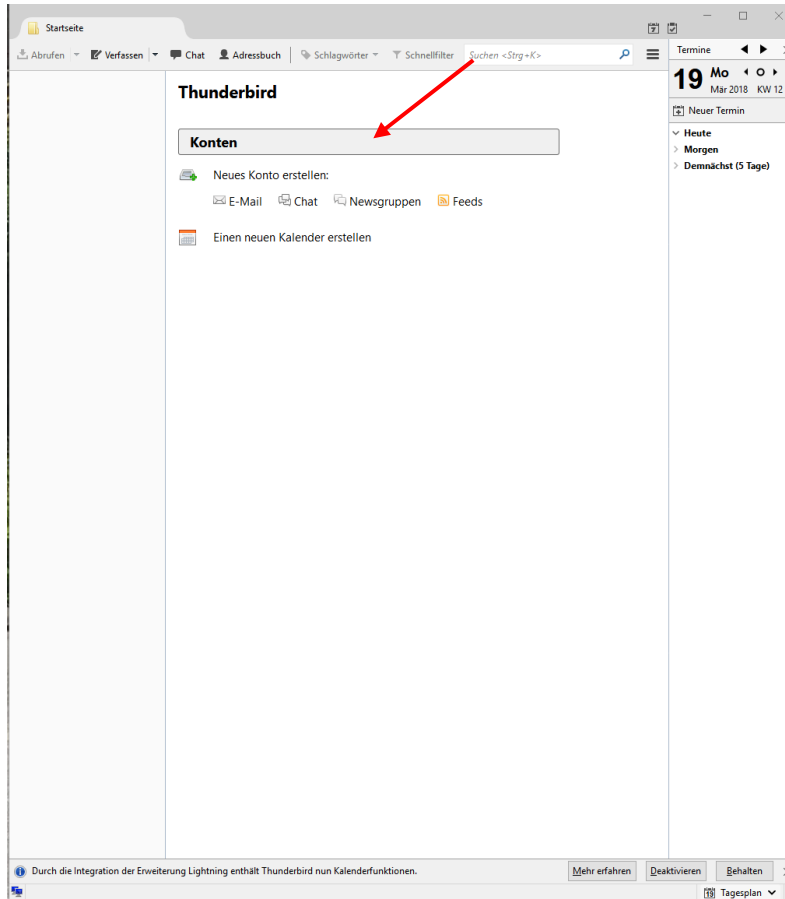 Startseite
Abrufen Verfassen Chat Adressbuch Schlagwörter Schnellfilter Suchen <Strg+K>
Termine
19 Mo
Mär 2018 KW 12
Neuer Termin
Heute
Morgen
Demnächst (5 Tage)
Thunderbird
Konten
Neues Konto erstellen:
E-Mail Chat Newsgruppen Feeds
Einen neuen Kalender erstellen
Durch die Integration der Erweiterung Lightning enthält Thunderbird nun Kalenderfunktionen. Mehr erfahren Deaktivieren Behalten
19 Tagesplan